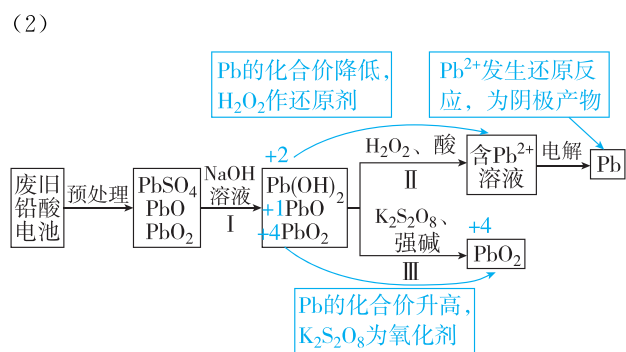 （2）
Pb的化合价降低，
H₂O₂作还原剂
Pb²⁺发生还原反
应，为阴极产物
废旧
铅酸
电池
预处理
PbSO₄
PbO
PbO₂
NaOH
溶液
Ⅰ
+2
Pb(OH)₂
+1PbO
+4PbO₂
H₂O₂、酸
Ⅱ
含Pb²⁺
溶液
电解
Pb
K₂S₂O₈、
强碱
Ⅲ
+4
PbO₂
Pb的化合价升高，
K₂S₂O₈为氧化剂